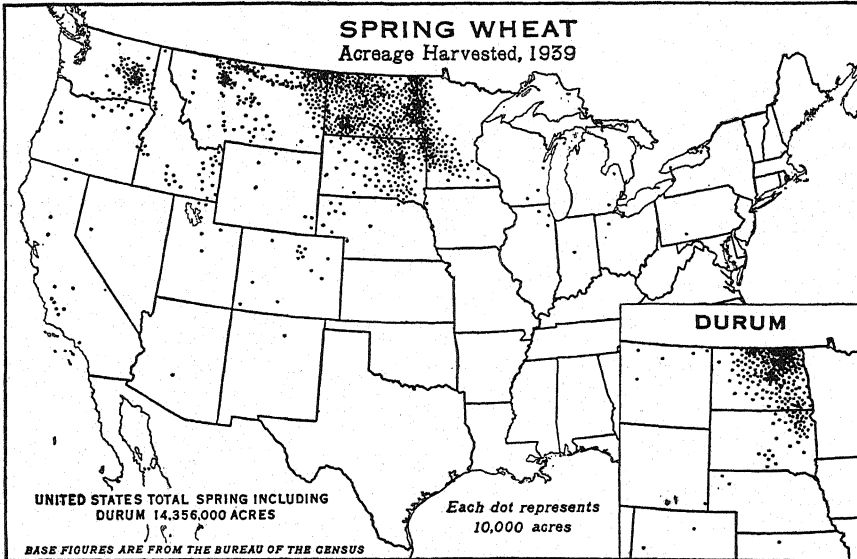 SPRING WHEAT
Acreage Harvested, 1939
DURUM
UNITED STATES TOTAL SPRING INCLUDING
DURUM 14,356,000 ACRES
Each dot represents
10,000 acres
BASE FIGURES ARE FROM THE BUREAU OF THE CENSUS